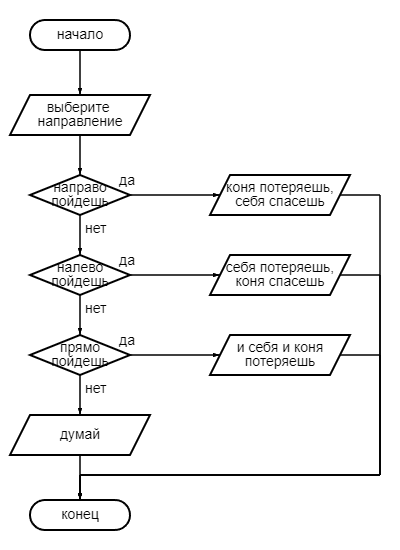 начало
выберите
направление
направо
пойдешь
да
коня потеряешь,
себя спасешь
нет
налево
пойдешь
да
себя потеряешь,
коня спасешь
нет
прямо
пойдешь
да
и себя и коня
потеряешь
нет
думай
конец